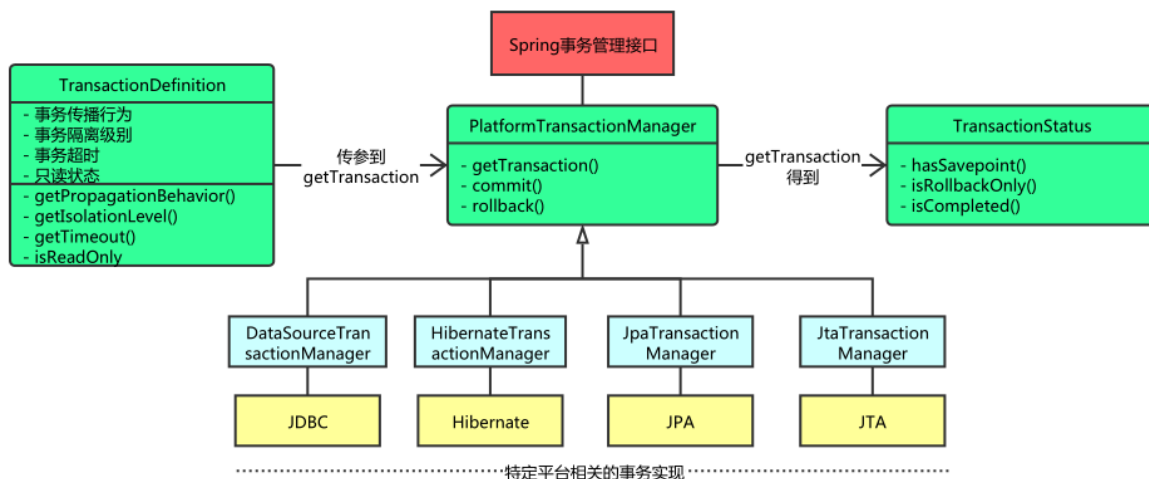 Spring事务管理接口
TransactionDefinition
- 事务传播行为
- 事务隔离级别
- 事务超时
- 只读状态
- getPropagationBehavior()
- getIsolationLevel()
- getTimeout()
- isReadOnly
传参到
getTransaction
PlatformTransactionManager
- getTransaction()
- commit()
- rollback()
getTransaction
得到
TransactionStatus
- hasSavepoint()
- isRollbackOnly()
- isCompleted()
DataSourceTran
sactionManager
HibernateTrans
actionManager
JpaTransaction
Manager
JtaTransaction
Manager
JDBC
Hibernate
JPA
JTA
特定平台相关的事务实现